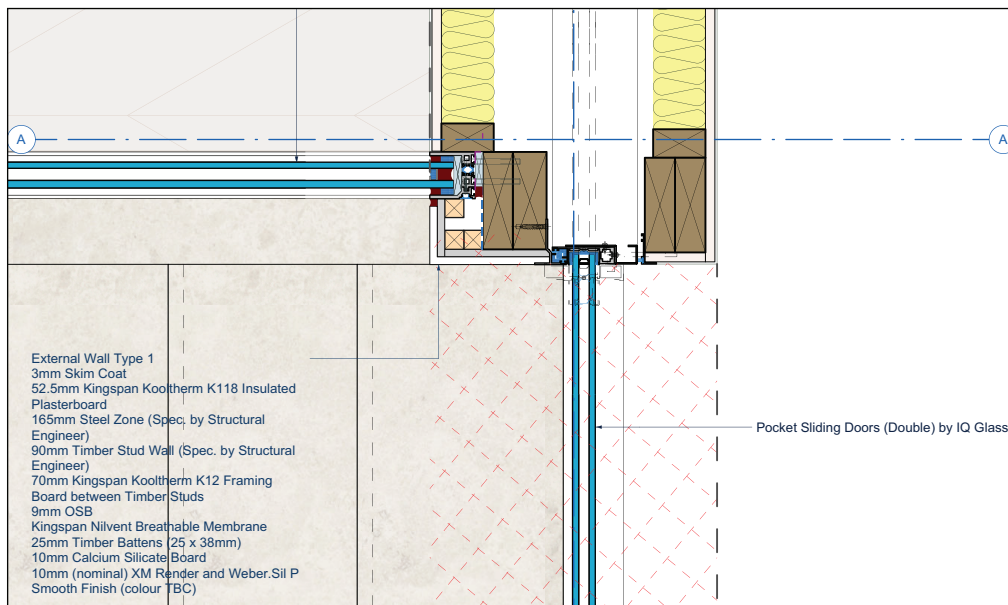 A
A
External Wall Type 1
3mm Skim Coat
52.5mm Kingspan Kooltherm K118 Insulated
Plasterboard
165mm Steel Zone (Spec. by Structural
Engineer)
90mm Timber Stud Wall (Spec. by Structural
Engineer)
70mm Kingspan Kooltherm K12 Framing
Board between Timber Studs
9mm OSB
Kingspan Nilvent Breathable Membrane
25mm Timber Battens (25 x 38mm)
10mm Calcium Silicate Board
10mm (nominal) XM Render and Weber.Sil P
Smooth Finish (colour TBC)
Pocket Sliding Doors (Double) by IQ Glass